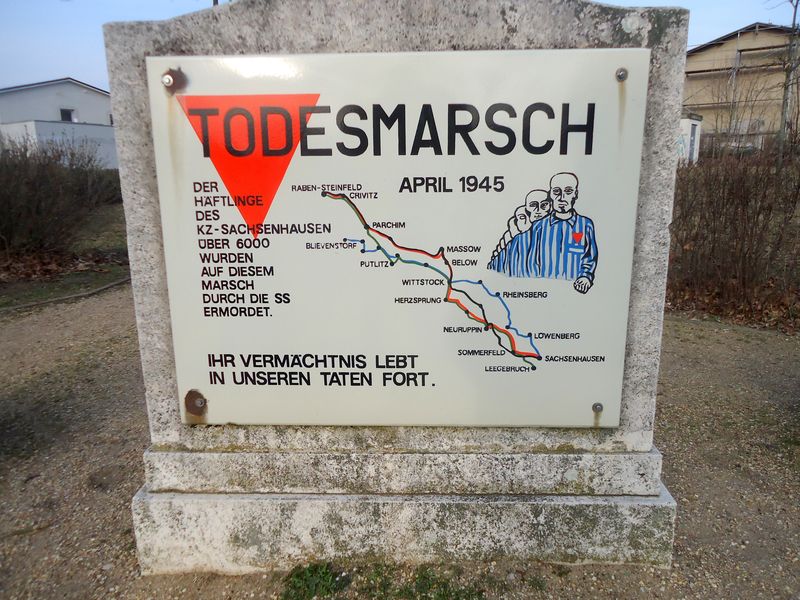 TODESMARSCH
APRIL 1945
DER
HÄFTLINGE
DES
KZ-SACHSENHAUSEN
ÜBER 6000
WURDEN
AUF DIESEM
MARSCH
DURCH DIE SS
ERMORDET.
RABEN-STEINFELD
CRIVITZ
PARCHIM
BLIEVENSTORF
PUTLITZ
MASSOW
BELOW
WITTSTOCK
HERZSPRUNG
RHEINSBERG
NEURUPPIN
LÖWENBERG
SOMMERFELD
SACHSENHAUSEN
LEEGEBRUCH
IHR VERMÄCHTNIS LEBT
IN UNSEREN TATEN FORT.